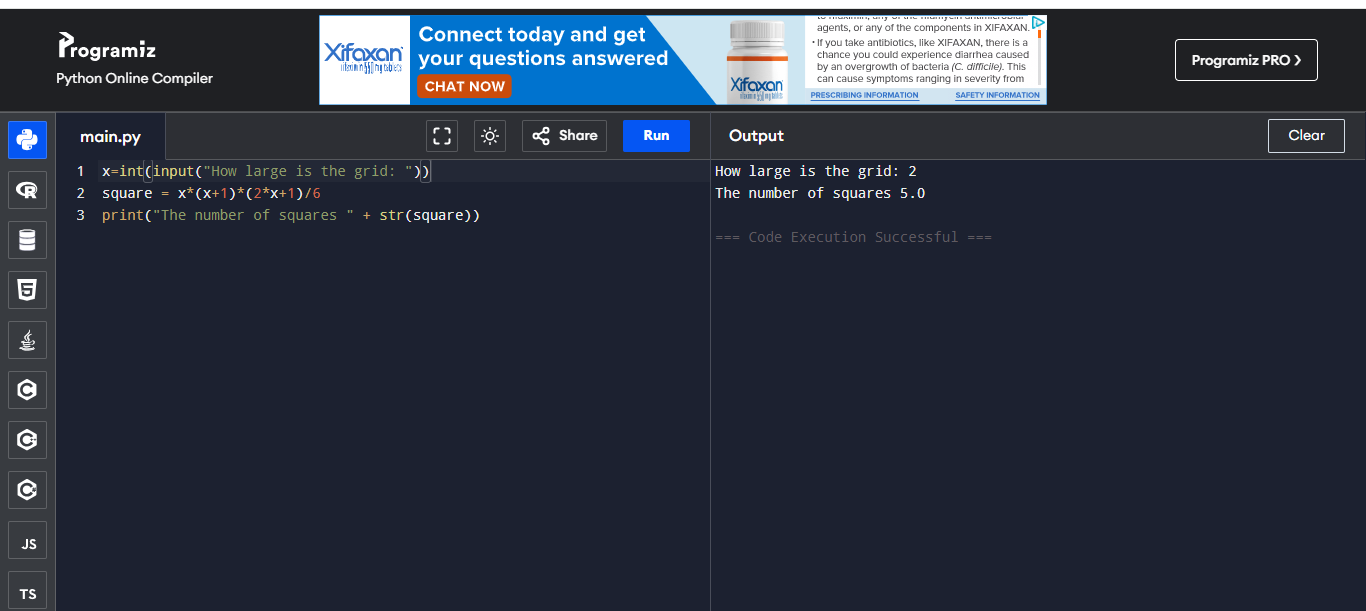 Programiz
Python Online Compiler
Xifaxan
Connect today and get
your questions answered
CHAT NOW
Xifaxan
agents, or any of the components in XIFAXAN.
• If you take antibiotics, like XIFAXAN, there is a
chance you could experience diarrhea caused
by an overgrowth of bacteria (C. difficile). This
can cause symptoms ranging in severity from
PRESCRIBING INFORMATION
SAFETY INFORMATION
Programiz PRO ❯
main.py
Share
Run
Output
Clear
1 x=int(input("How large is the grid: "))
2 square = x*(x+1)*(2*x+1)/6
3 print("The number of squares " + str(square))
How large is the grid: 2
The number of squares 5.0
=== Code Execution Successful ===
R
5
C
C
C
JS
TS